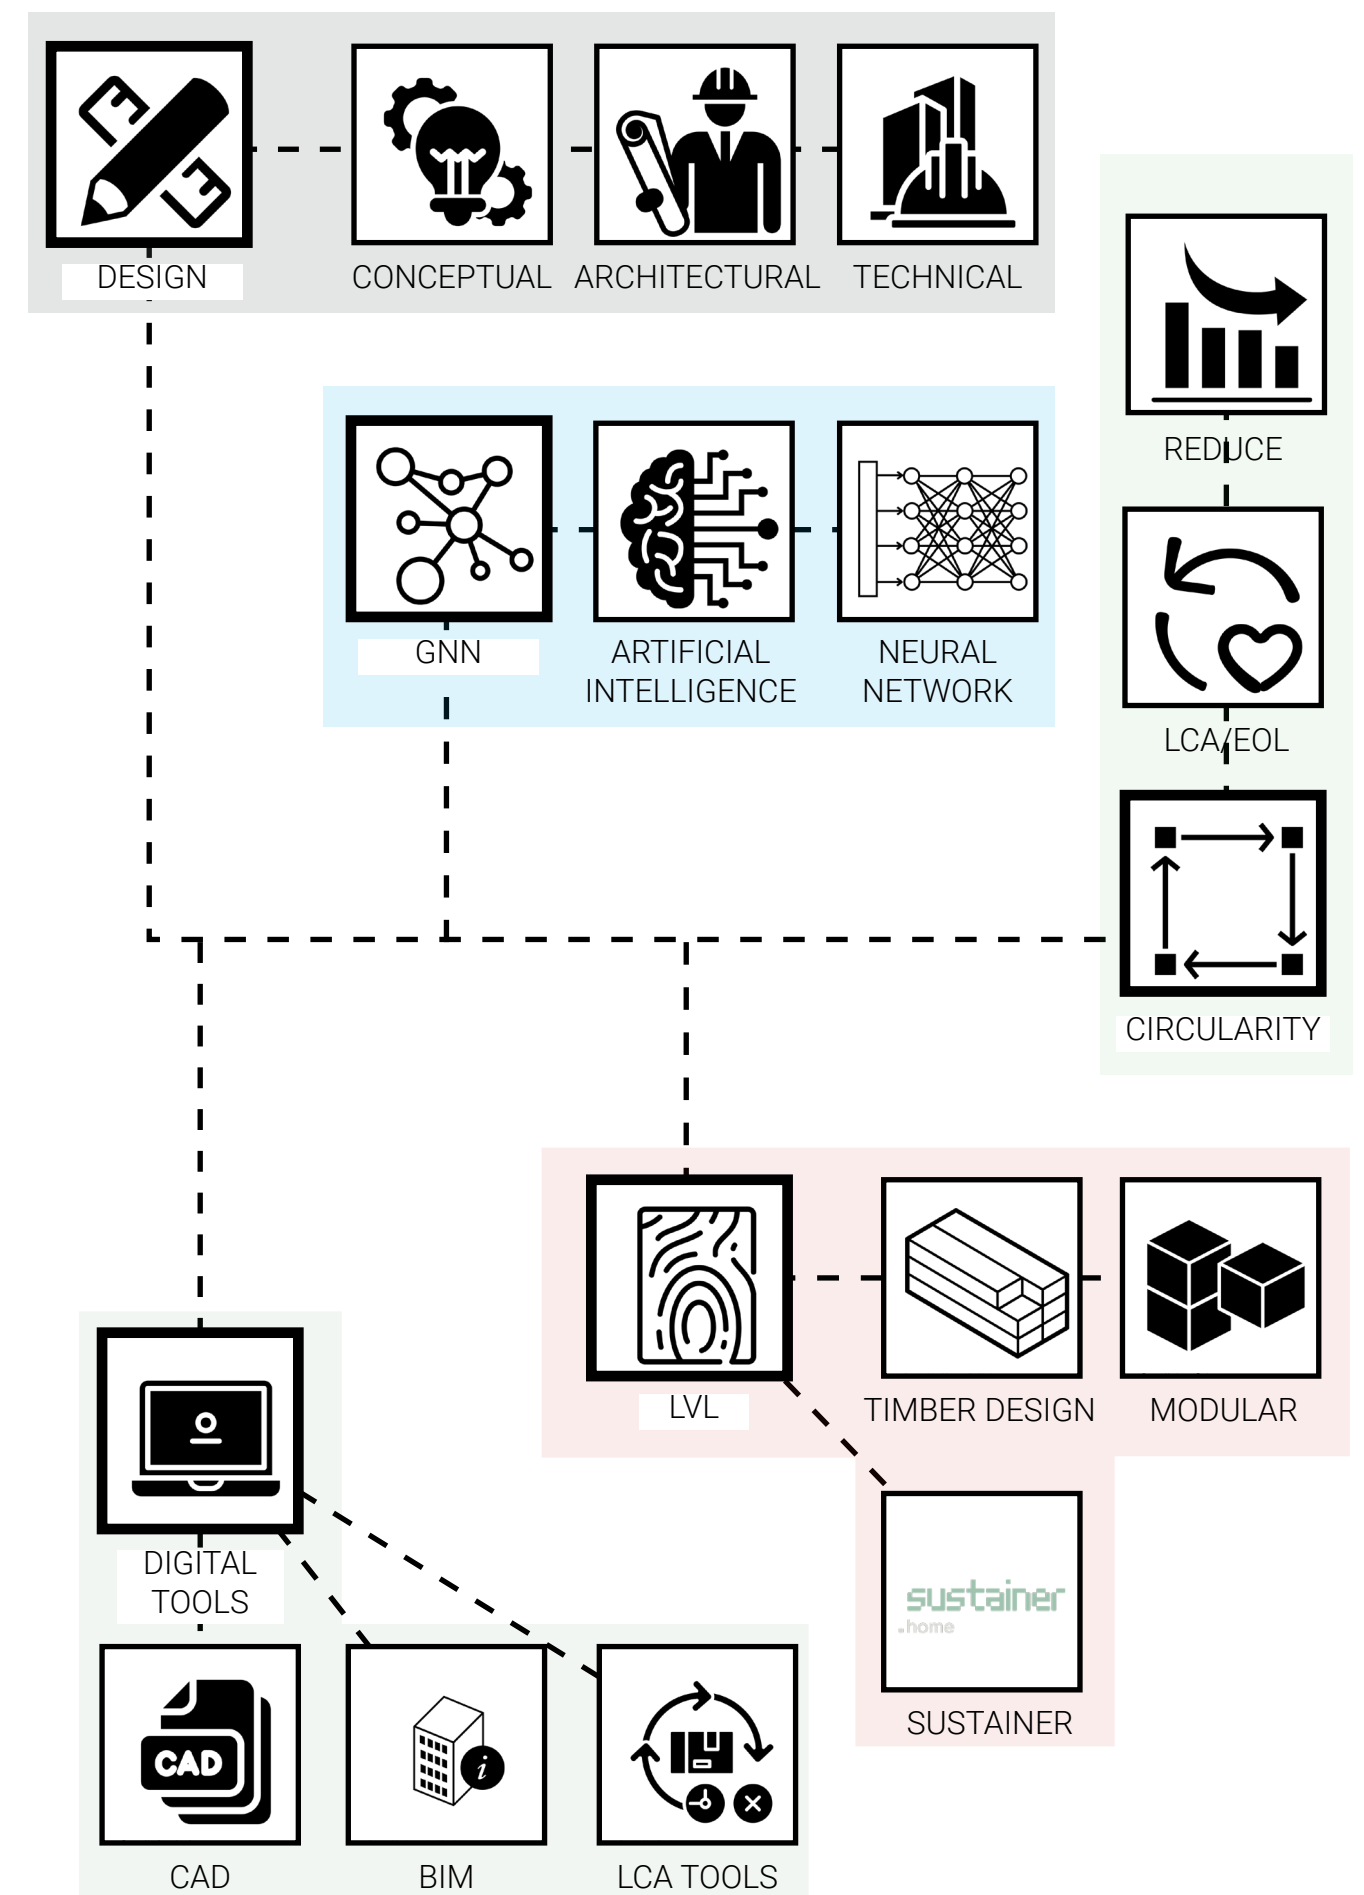 DESIGN
CONCEPTUAL
ARCHITECTURAL
TECHNICAL
REDUCE
GNN
ARTIFICIAL
INTELLIGENCE
NEURAL
NETWORK
LCA/EOL
CIRCULARITY
LVL
TIMBER DESIGN
MODULAR
DIGITAL
TOOLS
sustainer
.home
SUSTAINER
CAD
i
CAD
BIM
LCA TOOLS